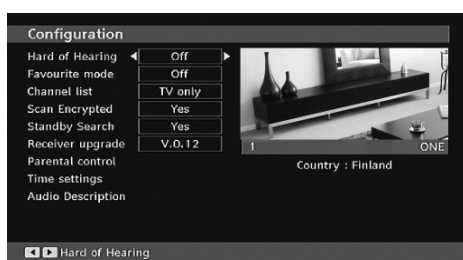 Configuration
Hard of Hearing Off
Favourite mode Off
Channel list TV only
Scan Encrypted Yes
Standby Search Yes
Receiver upgrade V.0.12
Parental control
Time settings
Audio Description
1 ONE
Country : Finland
Hard of Hearing